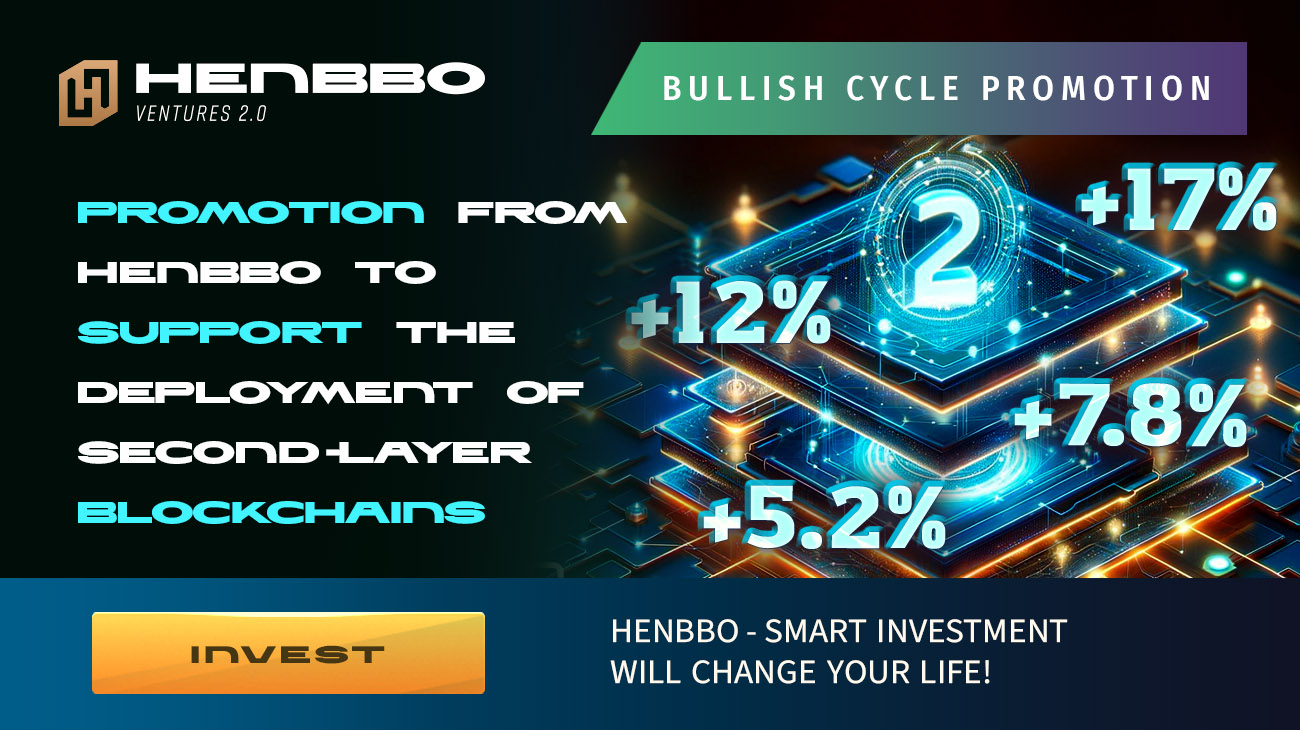 HENBBO
VENTURES 2.0
BULLISH CYCLE PROMOTION
PROMOTION FROM
HENBBO TO
SUPPORT THE
DEPLOYMENT OF
SECOND-LAYER
BLOCKCHAINS
2
+17%
+12%
+7.8%
+5.2%
INVEST
HENBBO - SMART INVESTMENT
WILL CHANGE YOUR LIFE!